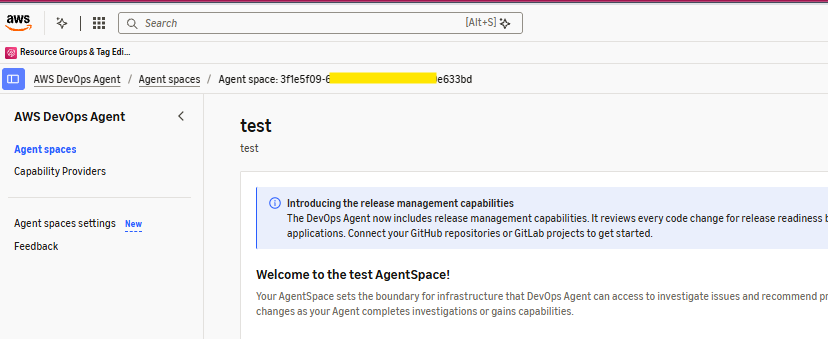 aws
Search [Alt+S]
Resource Groups & Tag Edi...
AWS DevOps Agent / Agent spaces / Agent space: 3f1e5f09-6 e633bd
AWS DevOps Agent
Agent spaces
Capability Providers
Agent spaces settings New
Feedback
test
test
Introducing the release management capabilities
The DevOps Agent now includes release management capabilities. It reviews every code change for release readiness
applications. Connect your GitHub repositories or GitLab projects to get started.
Welcome to the test AgentSpace!
Your AgentSpace sets the boundary for infrastructure that DevOps Agent can access to investigate issues and recommend
changes as your Agent completes investigations or gains capabilities.